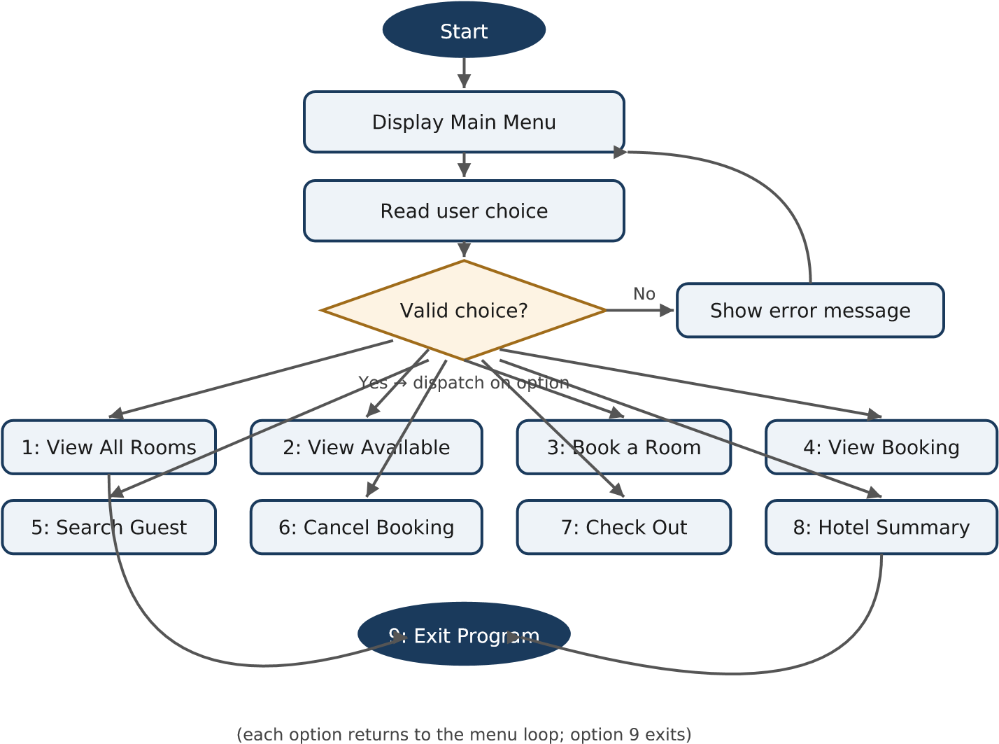 Start
Display Main Menu
Read user choice
Valid choice?
No
Show error message
Yes → dispatch on option
1: View All Rooms
2: View Available
3: Book a Room
4: View Booking
5: Search Guest
6: Cancel Booking
7: Check Out
8: Hotel Summary
9: Exit Program
(each option returns to the menu loop; option 9 exits)